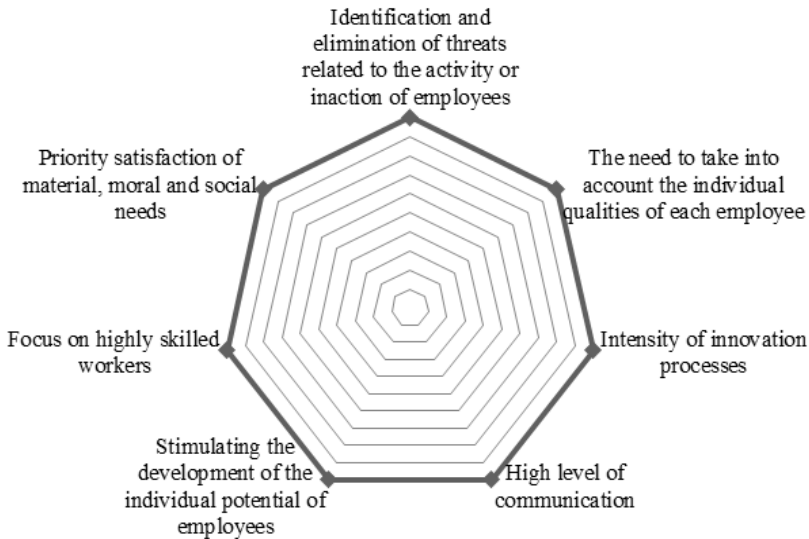 Identification and
elimination of threats
related to the activity or
inaction of employees
The need to take into
account the individual
qualities of each employee
Intensity of innovation
processes
High level of
communication
Stimulating the
development of the
individual potential of
employees
Focus on highly skilled
workers
Priority satisfaction of
material, moral and social
needs